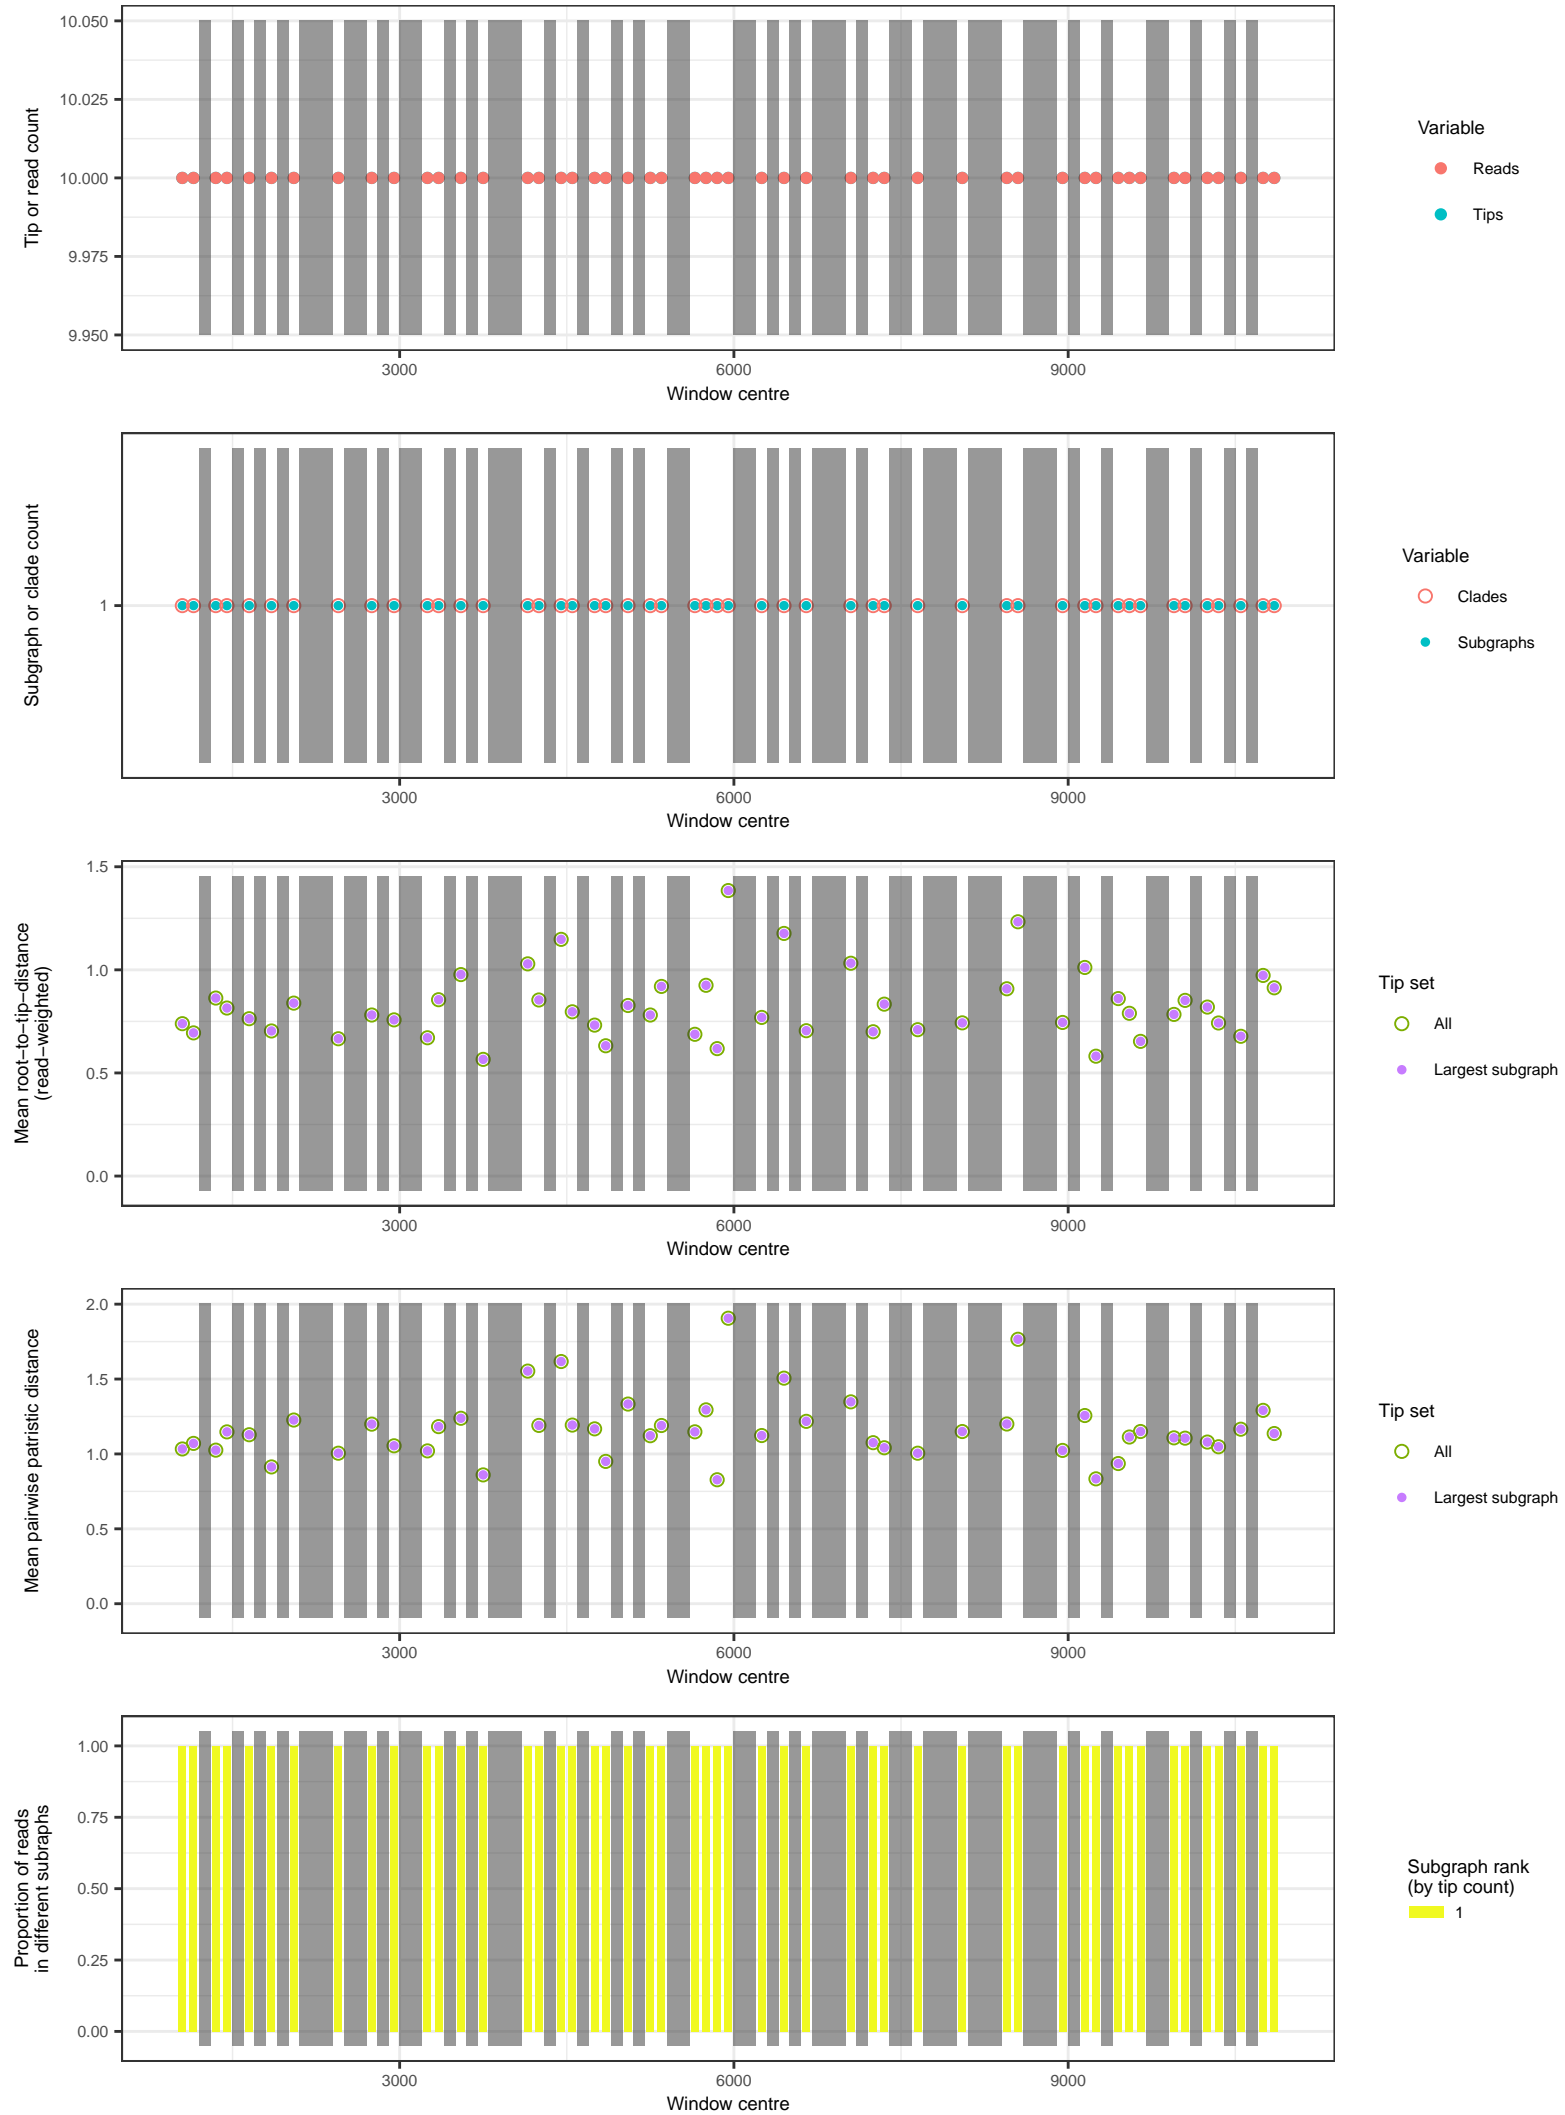 10.050
10.025
10.000
9.975
9.950
Tip or read count
3000 6000 9000
Window centre
Variable
Reads
Tips
1
Subgraph or clade count
3000 6000 9000
Window centre
Variable
Clades
Subgraphs
1.5
1.0
0.5
0.0
Mean root−to−tip−distance
(read−weighted)
3000 6000 9000
Window centre
Tip set
All
Largest subgraph
2.0
1.5
1.0
0.5
0.0
Mean pairwise patristic distance
3000 6000 9000
Window centre
Tip set
All
Largest subgraph
1.00
0.75
0.50
0.25
0.00
Proportion of reads
in different subraphs
3000 6000 9000
Window centre
Subgraph rank
(by tip count)
1